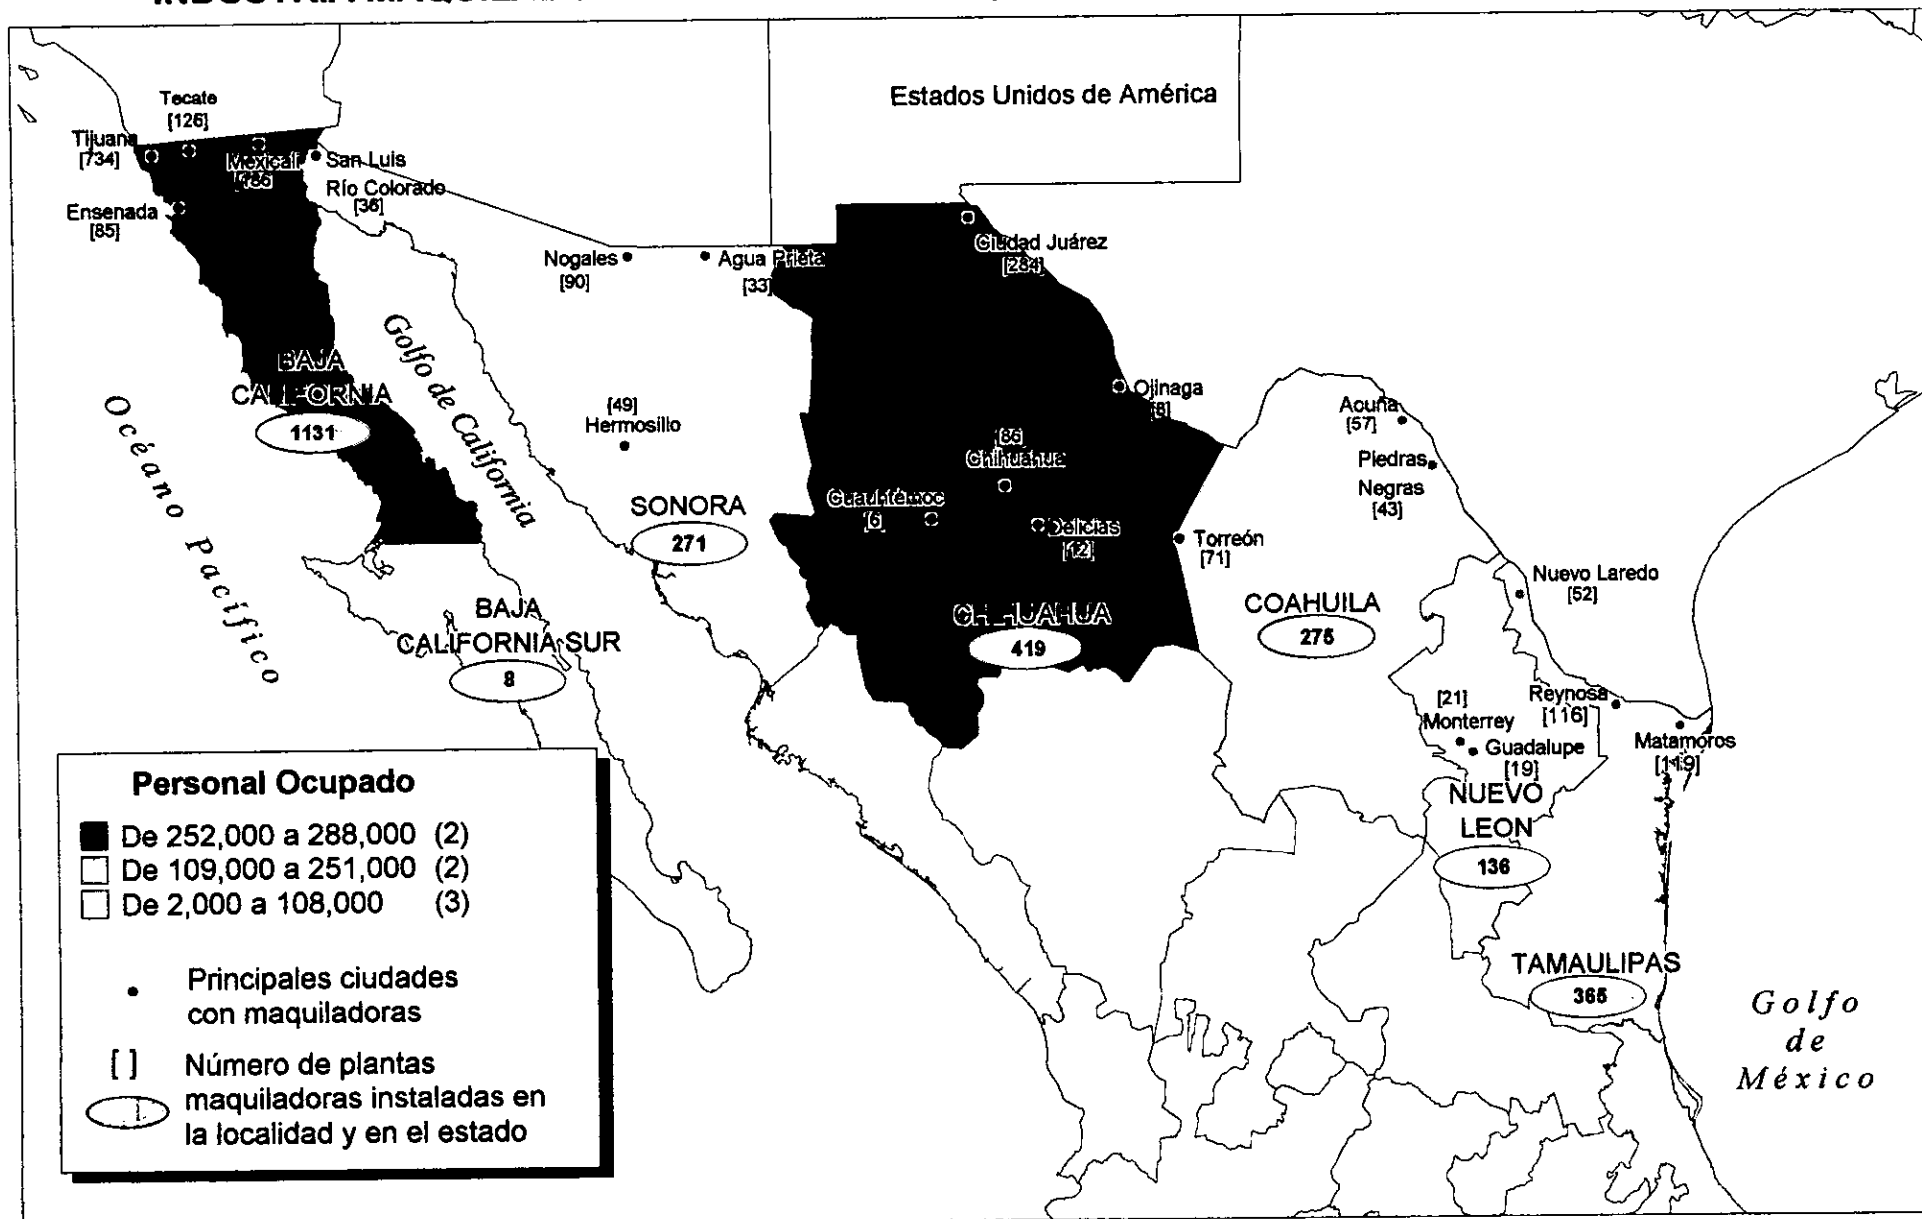 Estados Unidos de América
Tecate
[126]
Tijuana
[734]
Mexicali
[186
San Luis
Río Colorado
[36]
Ensenada
[85]
Nogales
[90]
Agua Prieta
[33]
Ciudad Juárez
[284]
Golfo de California
BAJA
CALIFORNIA
1131
Océano Pacífico
[49]
Hermosillo
Ojinaga
[8]
Acuña
[57]
Piedras
Negras
[43]
[86
Chihuahua
Cuauhtémoc
[6]
Delicias
[12]
SONORA
271
Torreón
[71]
Nuevo Laredo
[52]
BAJA
CALIFORNIA SUR
8
CHIHUAHUA
419
COAHUILA
275
[21]
Monterrey
Guadalupe
[19]
Reynosa
[116]
Matamoros
[119]
NUEVO
LEON
136
TAMAULIPAS
365
Golfo
de
México
Personal Ocupado
De 252,000 a 288,000 (2)
De 109,000 a 251,000 (2)
De 2,000 a 108,000 (3)
Principales ciudades
con maquiladoras
[ ] Número de plantas
maquiladoras instaladas en
la localidad y en el estado